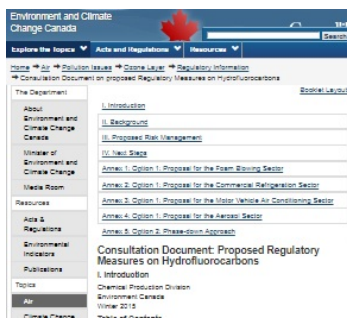 Environment and Climate
Change Canada
Search
Explore the Topics
Acts and Regulations
Resources
Home → Air → Pollution Issues → Ozone Layer → Regulatory Information
→ Consultation Document on proposed Regulatory Measures on Hydrofluorocarbons
Booklet Layout
The Department
About
Environment and
Climate Change
Canada
Minister of
Environment and
Climate Change
Media Room
Resources
Acts &
Regulations
Environmental
Indicators
Publications
Topics
Air
Climate Change
I. Introduction
II. Background
III. Proposed Risk Management
IV. Next Steps
Annex 1. Option 1: Proposal for the Foam Blowing Sector
Annex 2. Option 1: Proposal for the Commercial Refrigeration Sector
Annex 3. Option 1: Proposal for the Motor Vehicle Air Conditioning Sector
Annex 4. Option 1: Proposal for the Aerosol Sector
Annex 5: Option 2: Phase-down Approach
Consultation Document: Proposed Regulatory
Measures on Hydrofluorocarbons
I. Introduction
Chemical Production Division
Environment Canada
Winter 2015
Table of Contents